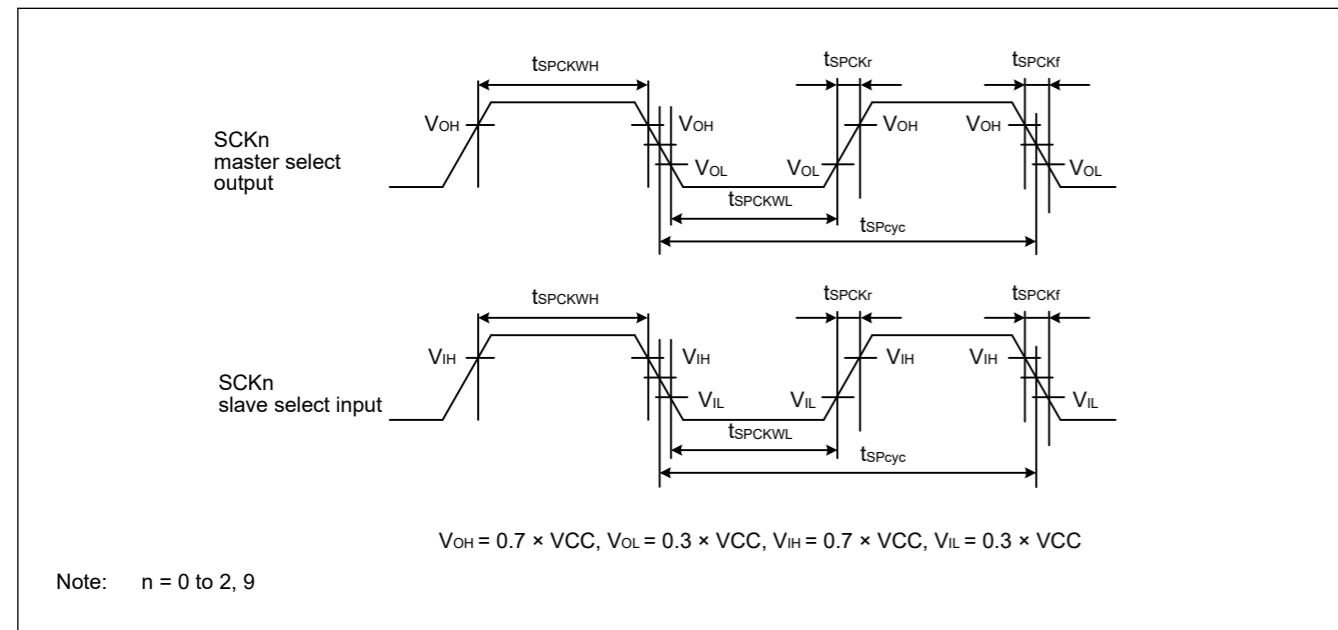 tSPCKWH tSPCKr tSPCKf
VOH VOH VOH VOH
SCKn
master select
output
VOL VOL VOL
tSPCKWL
tSPcyc
tSPCKWH tSPCKr tSPCKf
VIH VIH VIH VIH
SCKn
slave select input
VIL VIL VIL
tSPCKWL
tSPcyc
VOH = 0.7 × VCC, VOL = 0.3 × VCC, VIH = 0.7 × VCC, VIL = 0.3 × VCC
Note: n = 0 to 2, 9